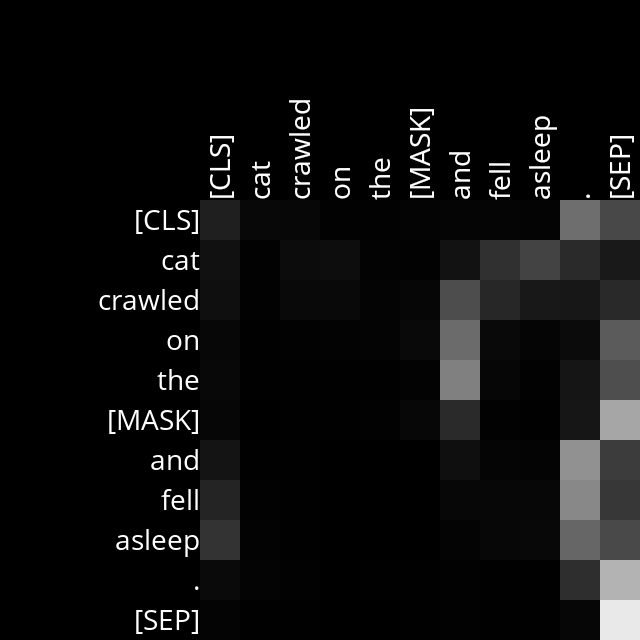 [CLS] cat crawled on the [MASK] and fell asleep . [SEP]
[CLS]
cat
crawled
on
the
[MASK]
and
fell
asleep
.
[SEP]